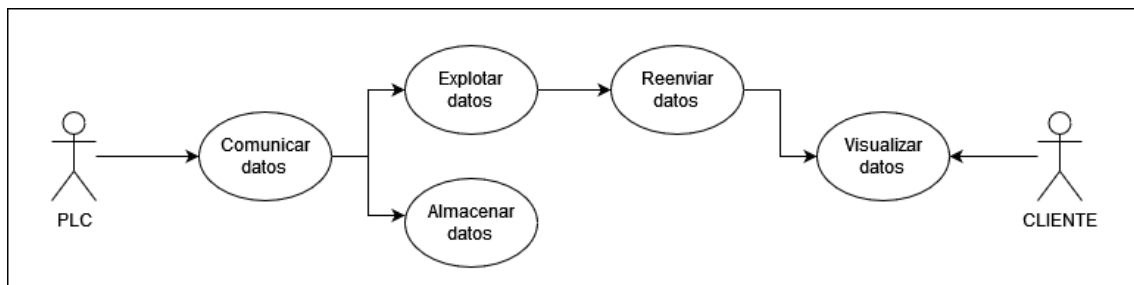 Explotar
datos
Reenviar
datos
Comunicar
datos
Visualizar
datos
Almacenar
datos
PLC
CLIENTE